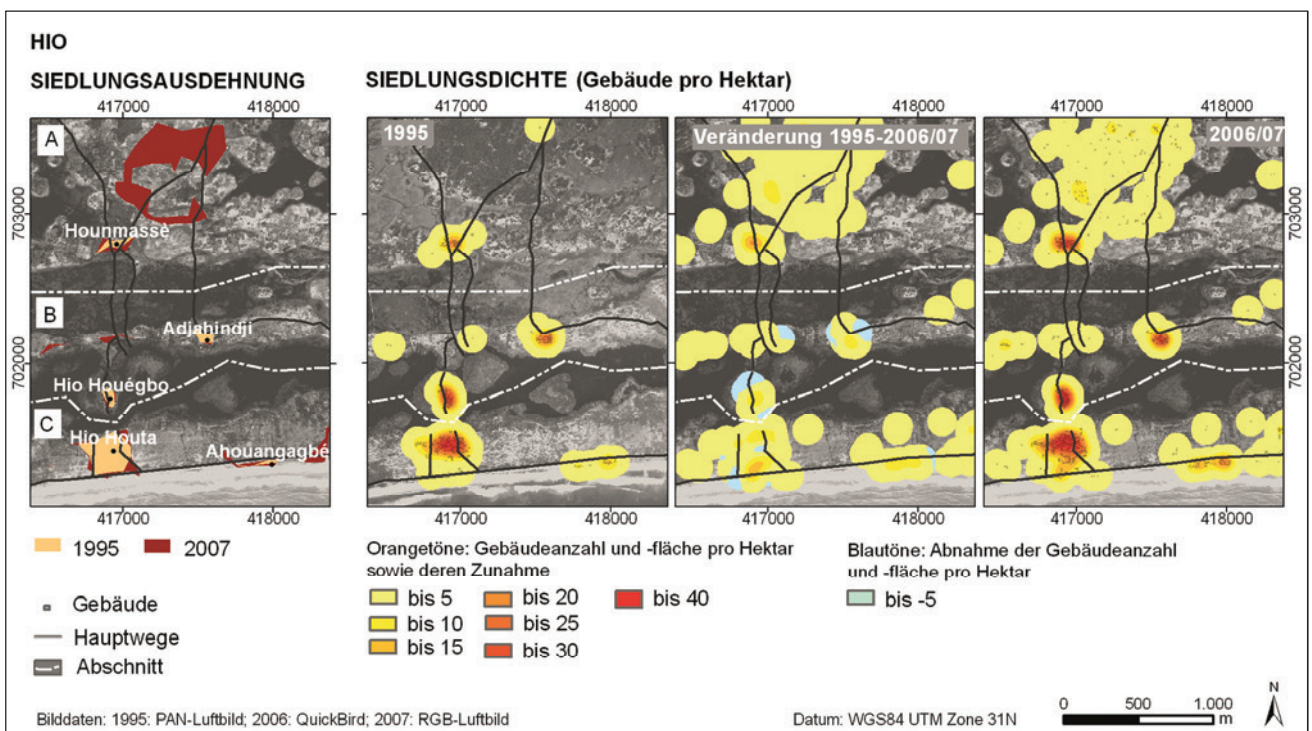 HIO
SIEDLUNGSAUSDEHNUNG
SIEDLUNGSDICHTE (Gebäude pro Hektar)
417000 418000
417000 418000
417000 418000
417000 418000
A
1995
Veränderung 1995-2006/07
2006/07
703000
703000
Hounmassè
B
Adjahindji
702000
702000
Hio Houégbo
C
Hio Houta
Ahouangagbé
417000 418000
417000 418000
417000 418000
417000 418000
1995 2007
Gebäude
Hauptwege
Abschnitt
Orangetöne: Gebäudeanzahl und -fläche pro Hektar
sowie deren Zunahme
bis 5 bis 20 bis 40
bis 10 bis 25
bis 15 bis 30
Blautöne: Abnahme der Gebäudeanzahl
und -fläche pro Hektar
bis -5
Bilddaten: 1995: PAN-Luftbild; 2006: QuickBird; 2007: RGB-Luftbild
Datum: WGS84 UTM Zone 31N
0 500 1.000
m
N